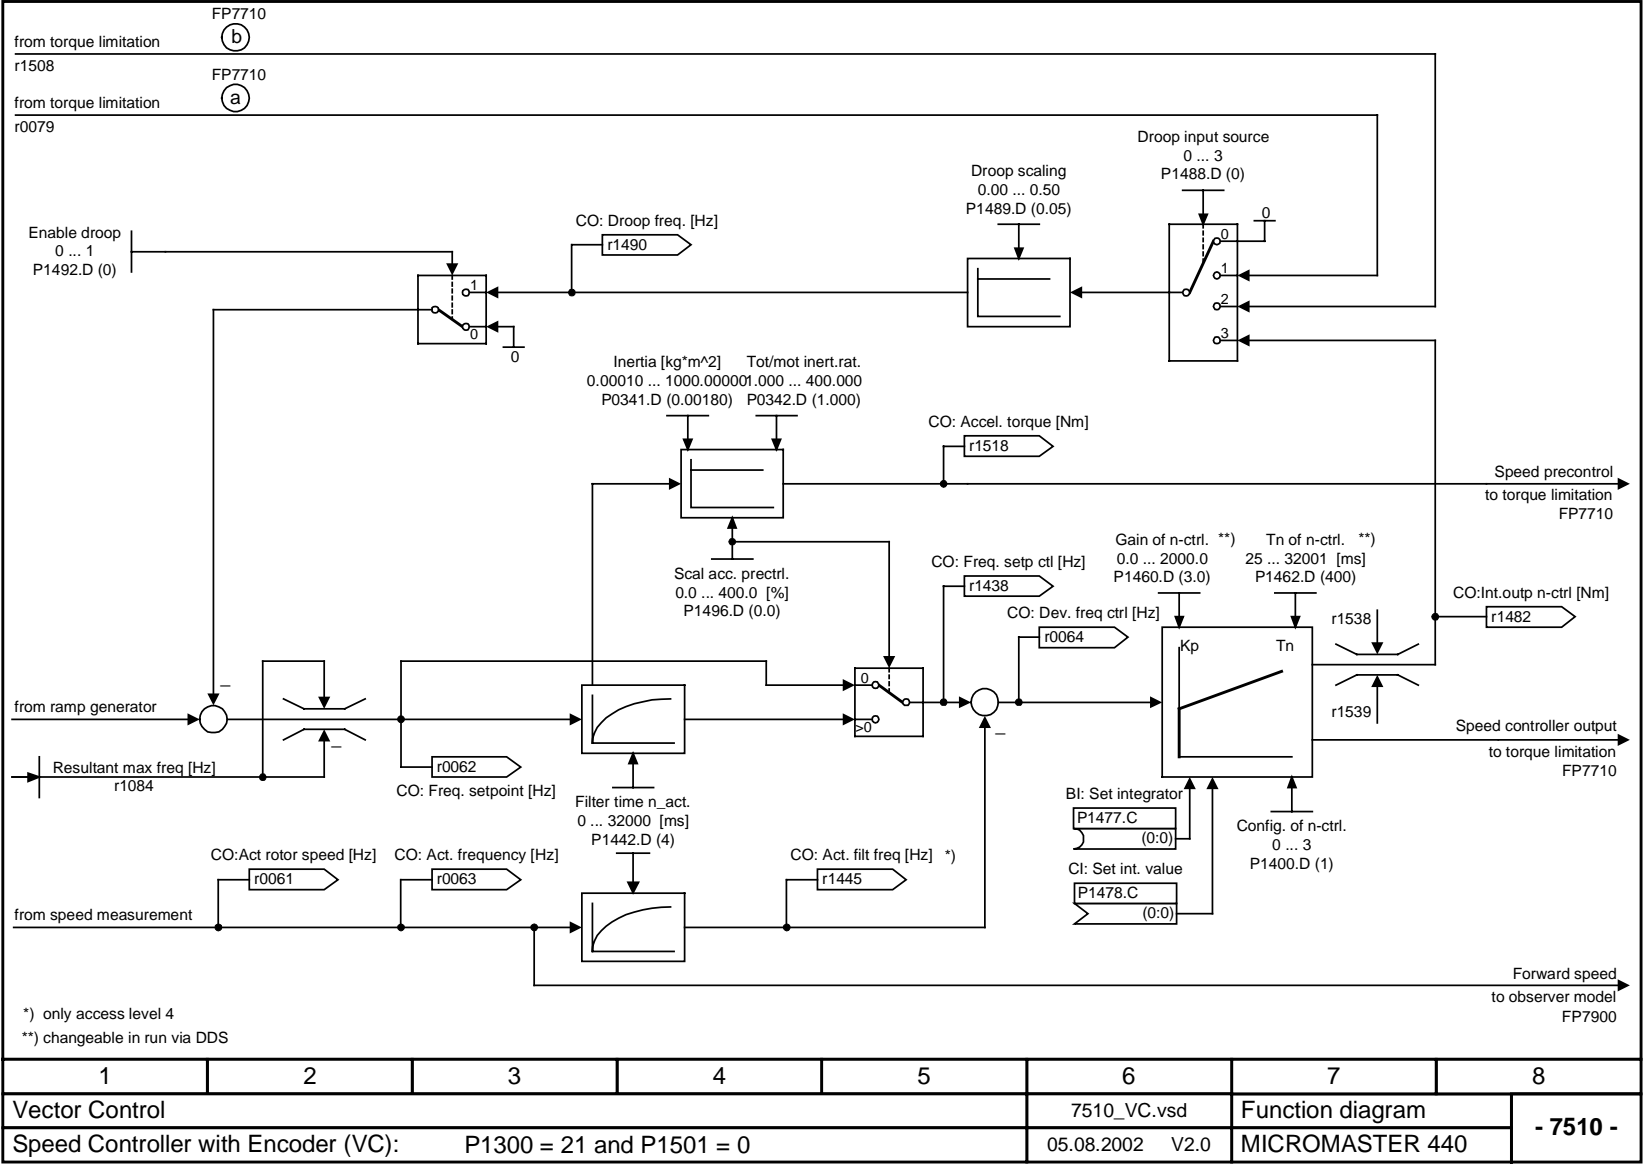 FP7710
b
from torque limitation
r1508
FP7710
a
from torque limitation
r0079
Droop input source
0 ... 3
P1488.D (0)
Droop scaling
0.00 ... 0.50
P1489.D (0.05)
0
0
1
2
3
CO: Droop freq. [Hz]
r1490
Enable droop
0 ... 1
P1492.D (0)
1
0
0
Inertia [kg*m^2]
0.00010 ... 1000.00000
P0341.D (0.00180)
Tot/mot inert.rat.
1.000 ... 400.000
P0342.D (1.000)
CO: Accel. torque [Nm]
r1518
Speed precontrol
to torque limitation
FP7710
Scal acc. prectrl.
0.0 ... 400.0 [%]
P1496.D (0.0)
CO: Freq. setp ctl [Hz]
r1438
Gain of n-ctrl. **)
0.0 ... 2000.0
P1460.D (3.0)
Tn of n-ctrl. **)
25 ... 32001 [ms]
P1462.D (400)
CO:Int.outp n-ctrl [Nm]
r1482
CO: Dev. freq ctrl [Hz]
r0064
r1538
Kp
Tn
r1539
0
>0
–
–
–
from ramp generator
Resultant max freq [Hz]
r1084
r0062
CO: Freq. setpoint [Hz]
Filter time n_act.
0 ... 32000 [ms]
P1442.D (4)
Speed controller output
to torque limitation
FP7710
BI: Set integrator
P1477.C
(0:0)
CI: Set int. value
P1478.C
(0:0)
Config. of n-ctrl.
0 ... 3
P1400.D (1)
CO:Act rotor speed [Hz]
r0061
CO: Act. frequency [Hz]
r0063
CO: Act. filt freq [Hz] *)
r1445
from speed measurement
Forward speed
to observer model
FP7900
*) only access level 4
**) changeable in run via DDS
1 2 3 4 5 6 7 8
Vector Control
7510_VC.vsd
Function diagram
- 7510 -
Speed Controller with Encoder (VC): P1300 = 21 and P1501 = 0
05.08.2002 V2.0
MICROMASTER 440